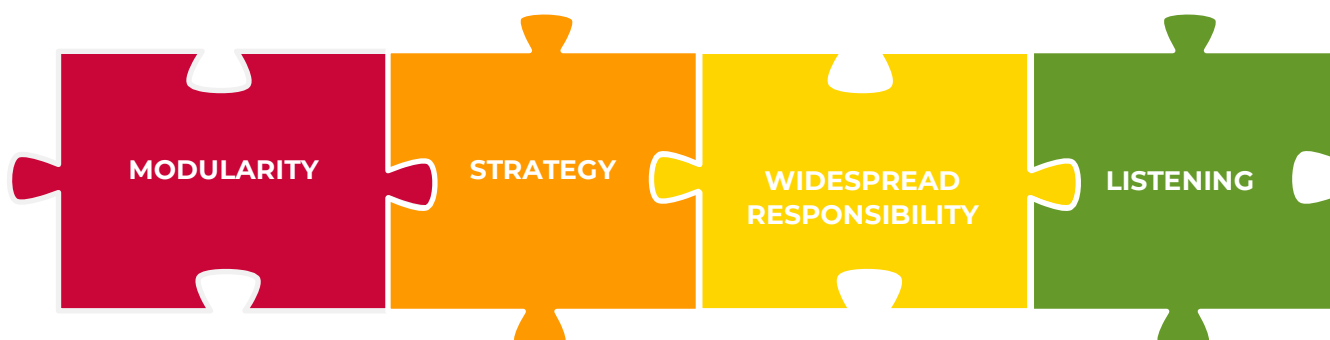 MODULARITY
STRATEGY
WIDESPREAD
RESPONSIBILITY
LISTENING